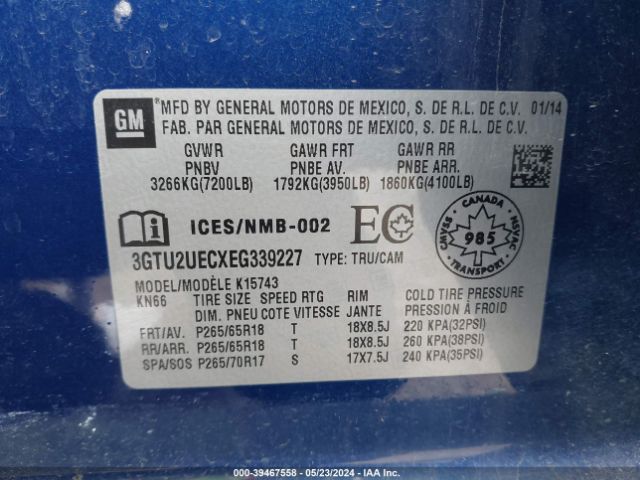 GM
*MFD BY GENERAL MOTORS DE MEXICO, S. DE R.L. DE C.V. 01/14
FAB. PAR GENERAL MOTORS DE MEXICO, S. DE R.L. DE C.V.
GVWR GAWR FRT GAWR RR
PNBV PNBE AV. PNBE ARR.
3266KG(7200LB) 1792KG(3950LB) 1860KG(4100LB)
ICES/NMB-002
EC
CANADA
985
CMVSS
NSVAC
3GTU2UECXEG339227 TYPE: TRU/CAM
MODEL/MODÈLE K15743
KN66 TIRE SIZE SPEED RTG RIM COLD TIRE PRESSURE
DIM. PNEU COTE VITESSE JANTE PRESSION À FROID
FRT/AV. P265/65R18 T 18X8.5J 220 KPA(32PSI)
RR/ARR. P265/65R18 T 18X8.5J 260 KPA(38PSI)
SPA/SOS P265/70R17 S 17X7.5J 240 KPA(35PSI)
000-39467558 - 05/23/2024 - IAA Inc.